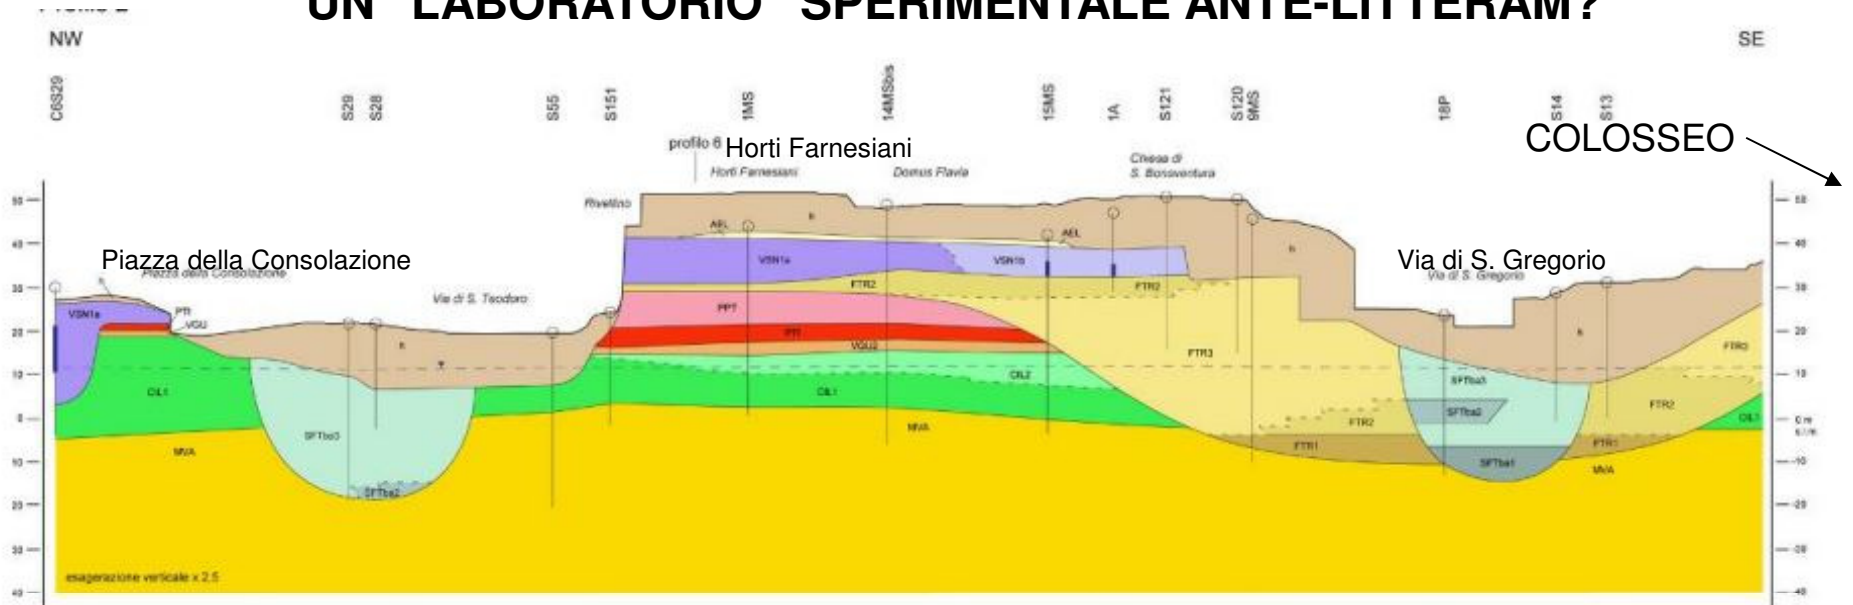 UN "LABORATORIO" SPERIMENTALE ANTE-LITTERAM?
NW
SE
C6S29
S29
S28
S55
S151
1MS
14MSbis
15MS
1A
S121
S120
9MS
18P
S14
S13
COLOSSEO
profilo 6
Horti Farnesiani
Horti Farnesiani
Domus Flavia
Chiesa di
S. Bonaventura
Rivellino
Piazza della Consolazione
Piazza della Consolazione
Via di S. Teodoro
Via di S. Gregorio
Via di S. Gregorio
h
AEL
h
AEL
h
h
h
VSN1a
PTI
VGU
VSN1a
VSN1b
FTR2
FTR2
PPT
PTI
VGU2
CIL2
CIL1
CIL1
CIL1
FTR3
FTR2
FTR1
FTR2
FTR1
SFTba3
SFTba2
SFTba3
SFTba2
SFTba1
MVA
MVA
MVA
50
40
30
20
10
0
10
20
30
40
50
40
30
20
10
0 m
-10
-20
-40
esagerazione verticale x 2,5